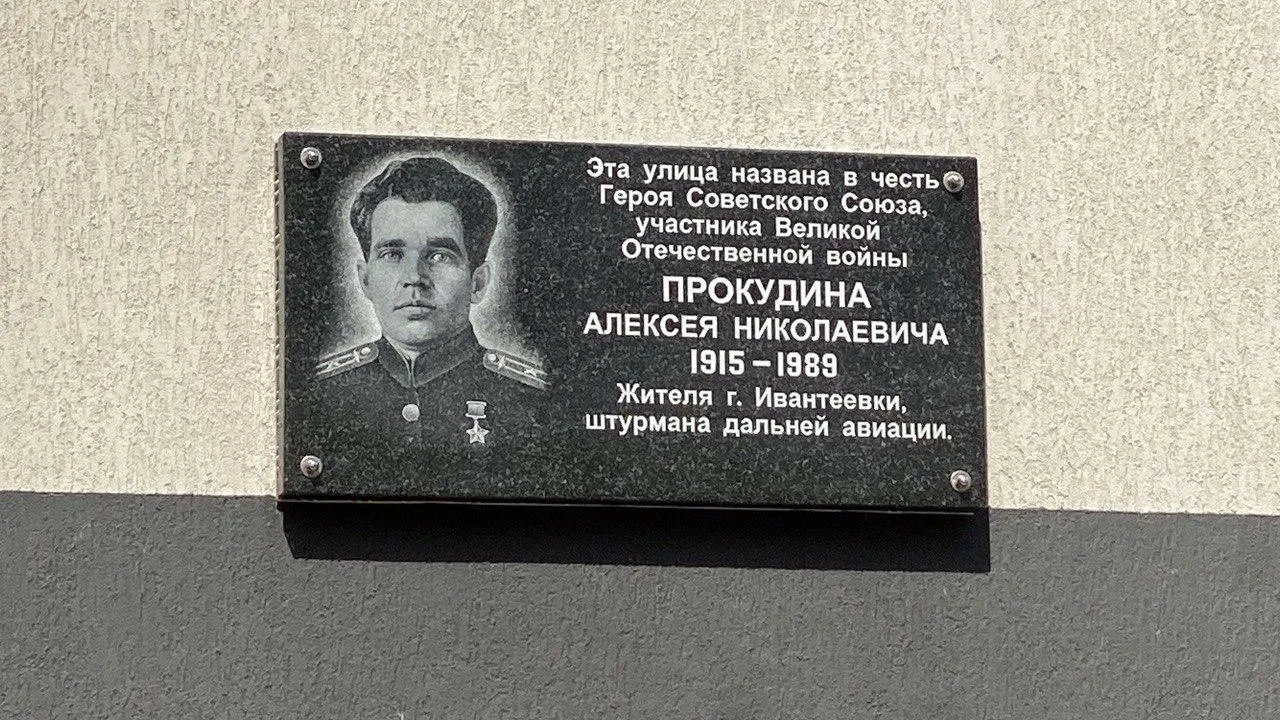 Эта улица названа в честь
Героя Советского Союза,
участника Великой
Отечественной войны
ПРОКУДИНА
АЛЕКСЕЯ НИКОЛАЕВИЧА
1915 – 1989
Жителя г. Ивантеевки,
штурмана дальней авиации.